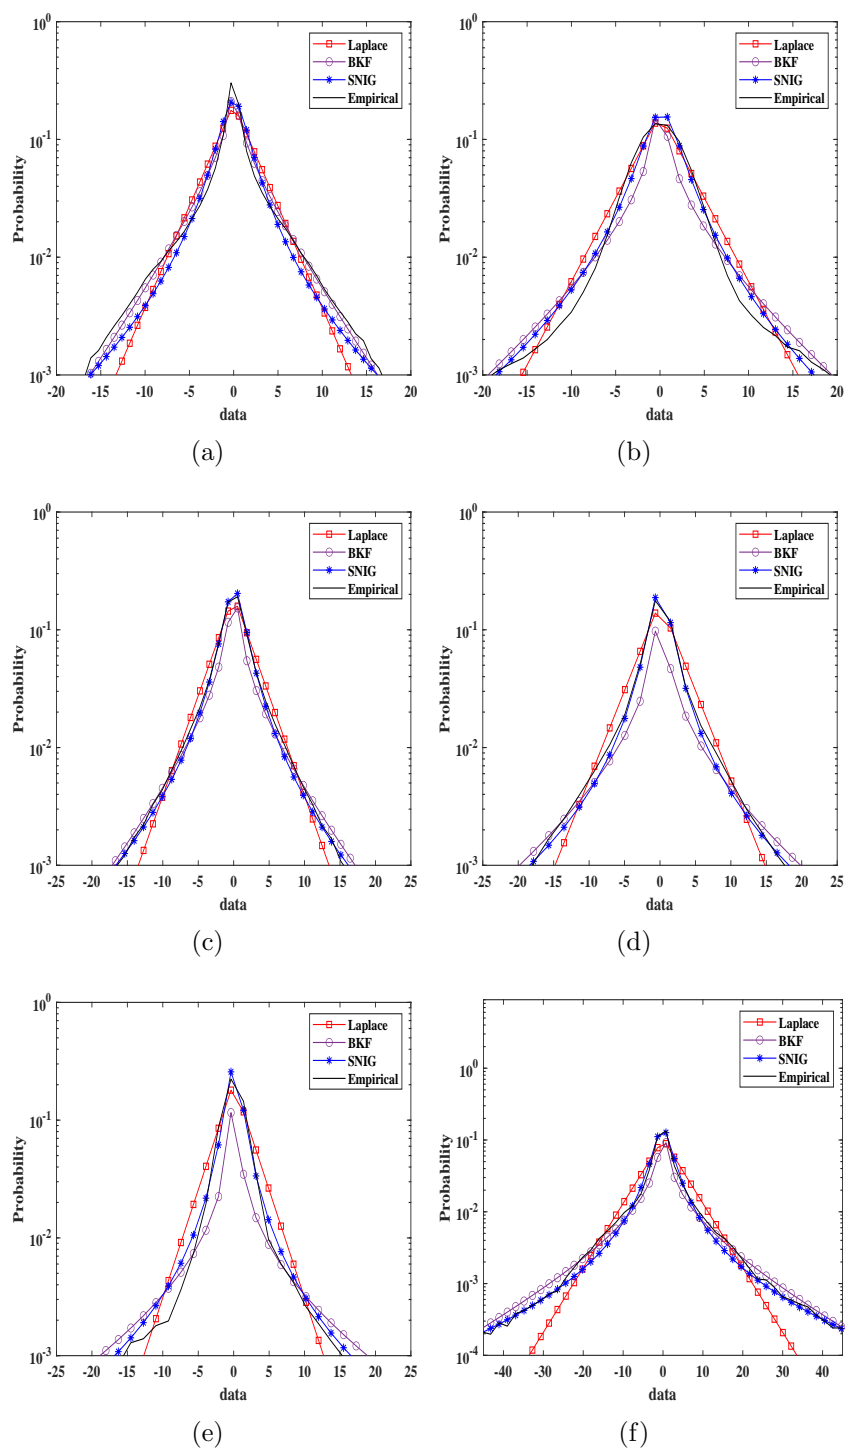 10^0
10^-1
10^-2
10^-3
Probability
-20 -15 -10 -5 0 5 10 15 20
data
Laplace
BKF
SNIG
Empirical
(a)
10^0
10^-1
10^-2
10^-3
Probability
-20 -15 -10 -5 0 5 10 15 20
data
Laplace
BKF
SNIG
Empirical
(b)
10^0
10^-1
10^-2
10^-3
Probability
-25 -20 -15 -10 -5 0 5 10 15 20 25
data
Laplace
BKF
SNIG
Empirical
(c)
10^0
10^-1
10^-2
10^-3
Probability
-25 -20 -15 -10 -5 0 5 10 15 20 25
data
Laplace
BKF
SNIG
Empirical
(d)
10^0
10^-1
10^-2
10^-3
Probability
-25 -20 -15 -10 -5 0 5 10 15 20 25
data
Laplace
BKF
SNIG
Empirical
(e)
10^0
10^-1
10^-2
10^-3
10^-4
Probability
-40 -30 -20 -10 0 10 20 30 40
data
Laplace
BKF
SNIG
Empirical
(f)